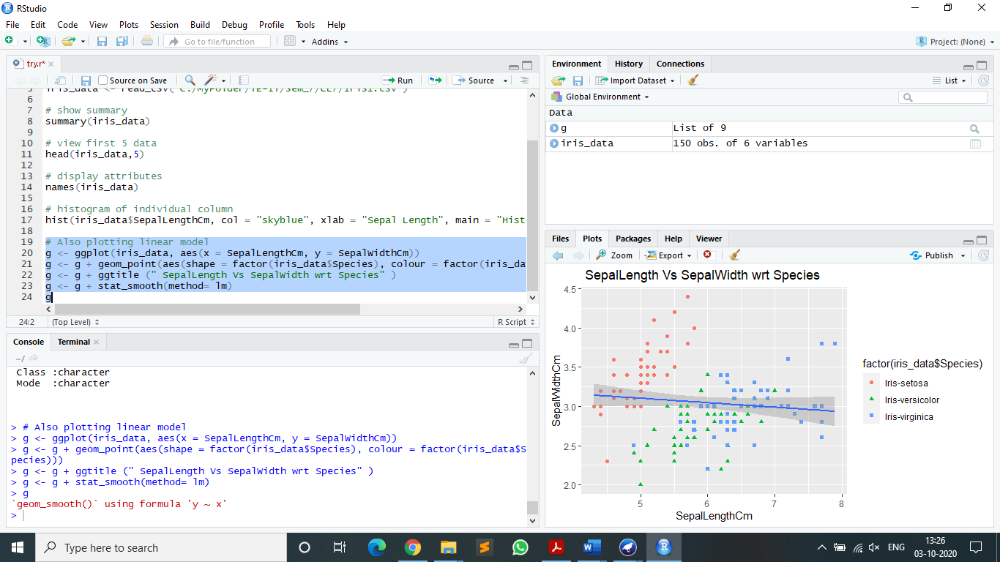 RStudio
File Edit Code View Plots Session Build Debug Profile Tools Help
Go to file/function Addins Project: (None)
try.r*
Source on Save Run Source
6
7 # show summary
8 summary(iris_data)
9
10 # view first 5 data
11 head(iris_data,5)
12
13 # display attributes
14 names(iris_data)
15
16 # histogram of individual column
17 hist(iris_data$SepalLengthCm, col = "skyblue", xlab = "Sepal Length", main = "Hist
18
19 # Also plotting linear model
20 g <- ggplot(iris_data, aes(x = SepalLengthCm, y = SepalWidthCm))
21 g <- g + geom_point(aes(shape = factor(iris_data$Species), colour = factor(iris_da
22 g <- g + ggtitle (" SepalLength Vs SepalWidth wrt Species" )
23 g <- g + stat_smooth(method= lm)
24 g
24:2 (Top Level) R Script
Console Terminal
~/
Class :character
Mode :character
> # Also plotting linear model
> g <- ggplot(iris_data, aes(x = SepalLengthCm, y = SepalWidthCm))
> g <- g + geom_point(aes(shape = factor(iris_data$Species), colour = factor(iris_data$S
pecies)))
> g <- g + ggtitle (" SepalLength Vs SepalWidth wrt Species" )
> g <- g + stat_smooth(method= lm)
> g
`geom_smooth()` using formula 'y ~ x'
>
Environment History Connections
Import Dataset List
Global Environment
Data
g List of 9
iris_data 150 obs. of 6 variables
Files Plots Packages Help Viewer
Zoom Export Publish
SepalLength Vs SepalWidth wrt Species
4.5
4.0
3.5
3.0
2.5
2.0
SepalWidthCm
5 6 7 8
SepalLengthCm
factor(iris_data$Species)
Iris-setosa
Iris-versicolor
Iris-virginica
Type here to search
ENG
13:26
03-10-2020